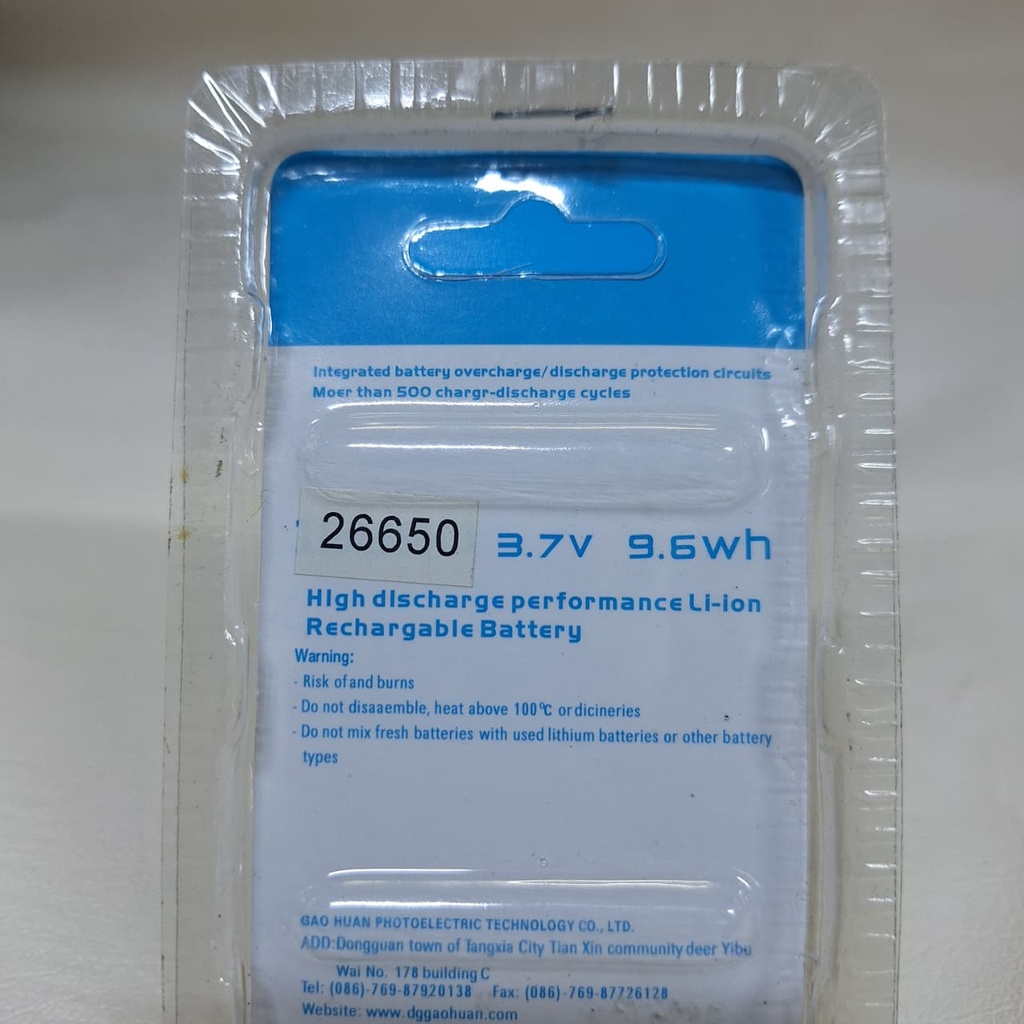 Integrated battery overcharge/discharge protection circuits
Moer than 500 chargr-discharge cycles
26650 3.7V 9.6Wh
High discharge performance Li-ion
Rechargable Battery
Warning:
- Risk of and burns
- Do not disaaemble, heat above 100℃ or dicineries
- Do not mix fresh batteries with used lithium batteries or other battery
types
GAO HUAN PHOTOELECTRIC TECHNOLOGY CO., LTD.
ADD:Dongguan town of Tangxia City Tian Xin community deer Yibu
Wai No. 178 building C
Tel: (086)-769-87920138 Fax: (086)-769-87726128
Website: www.dggaohuan.com